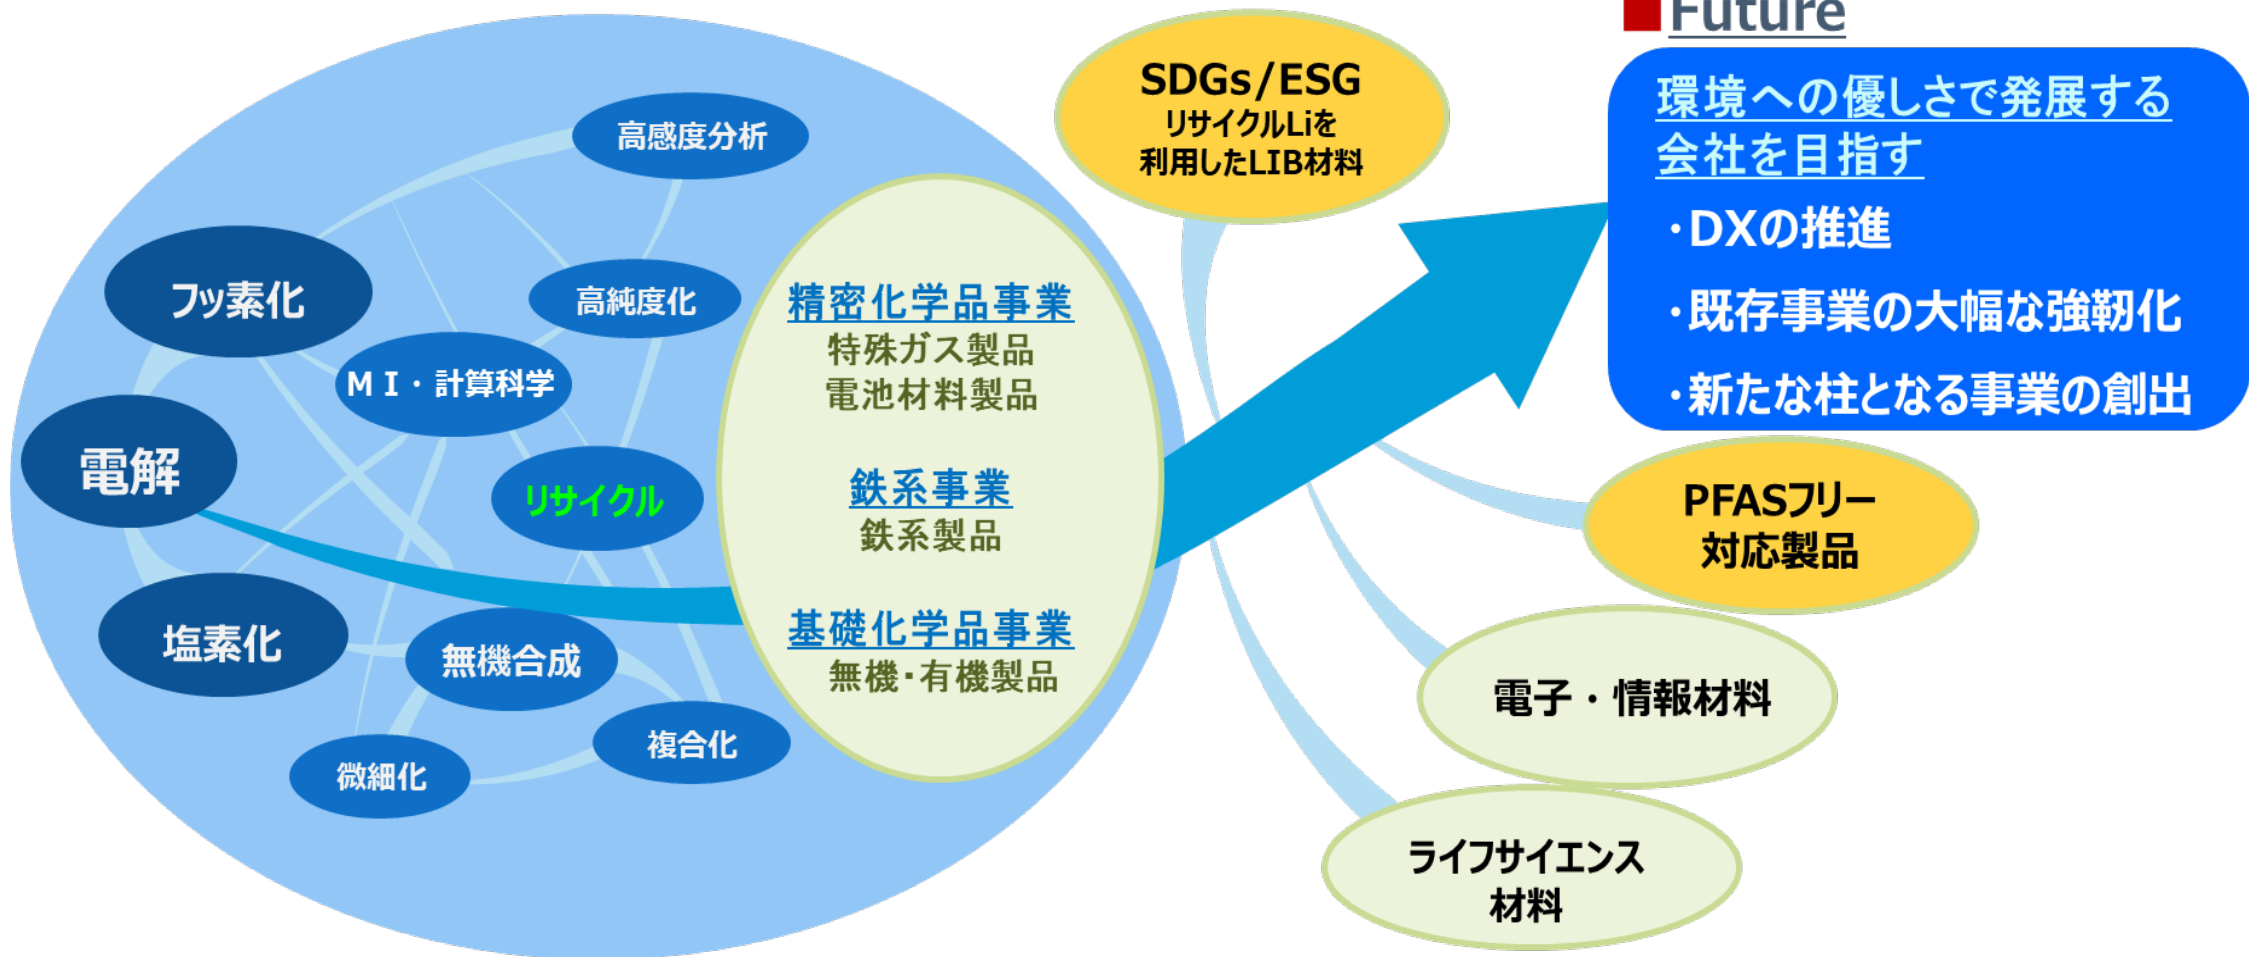 高感度分析
フッ素化
高純度化
ＭＩ・計算科学
電解
リサイクル
塩素化
無機合成
複合化
微細化
精密化学品事業
特殊ガス製品
電池材料製品
鉄系事業
鉄系製品
基礎化学品事業
無機・有機製品
SDGs/ESG
リサイクルLiを
利用したLIB材料
■Future
環境への優しさで発展する
会社を目指す
・DXの推進
・既存事業の大幅な強靭化
・新たな柱となる事業の創出
PFASフリー
対応製品
電子・情報材料
ライフサイエンス
材料